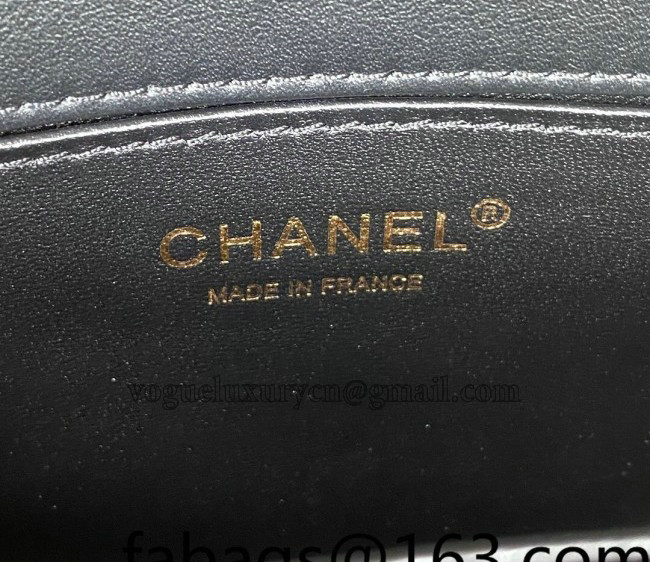 CHANEL®
MADE IN FRANCE
vogueluxurycn@gmail.com
fabags@163.com